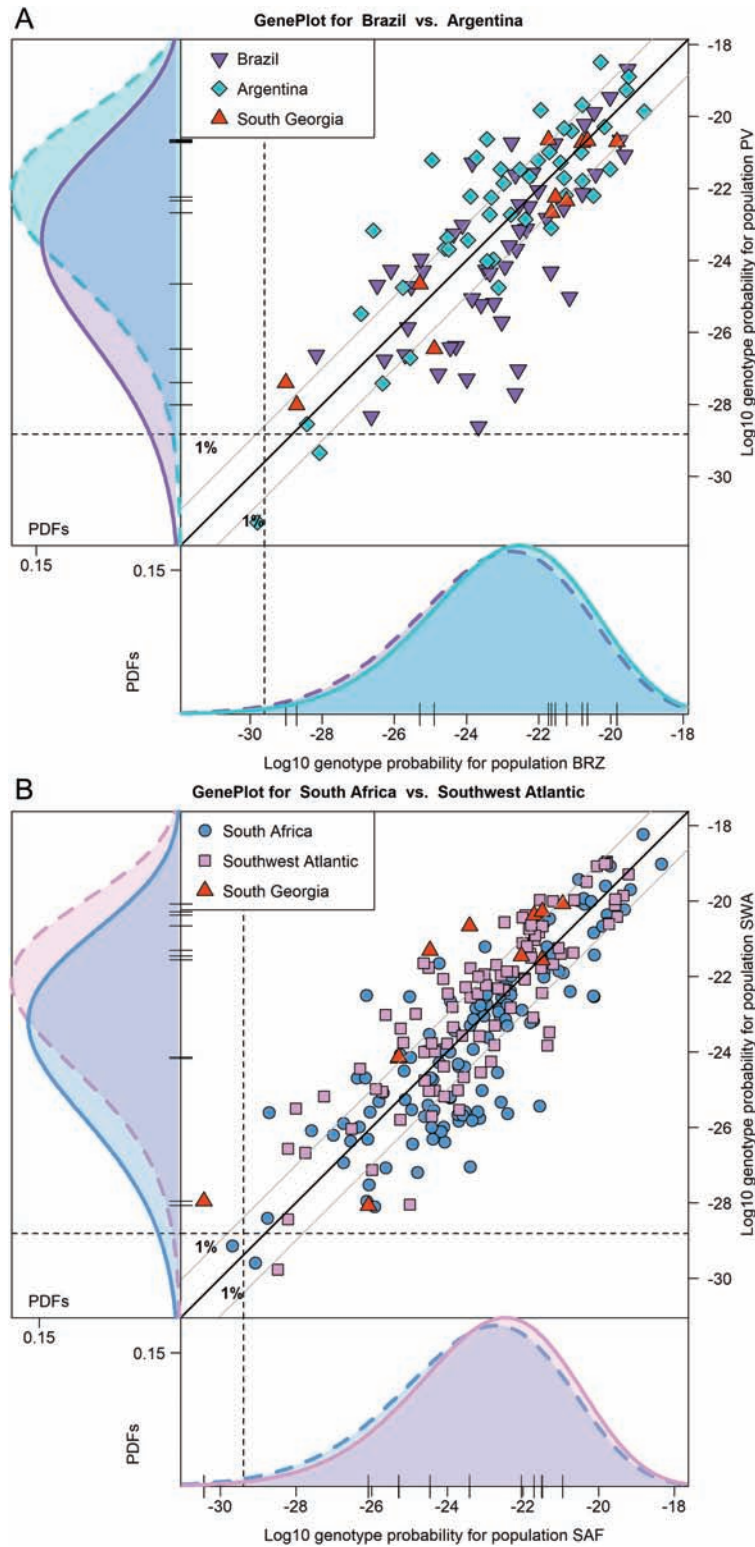 A
GenePlot for Brazil vs. Argentina
Brazil
Argentina
South Georgia
-18
-20
-22
-24
-26
-28
-30
Log10 genotype probability for population PV
1%
1%
PDFs
0.15
0.15
PDFs
-30 -28 -26 -24 -22 -20 -18
Log10 genotype probability for population BRZ
B
GenePlot for South Africa vs. Southwest Atlantic
South Africa
Southwest Atlantic
South Georgia
-18
-20
-22
-24
-26
-28
-30
Log10 genotype probability for population SWA
1%
1%
PDFs
0.15
0.15
PDFs
-30 -28 -26 -24 -22 -20 -18
Log10 genotype probability for population SAF